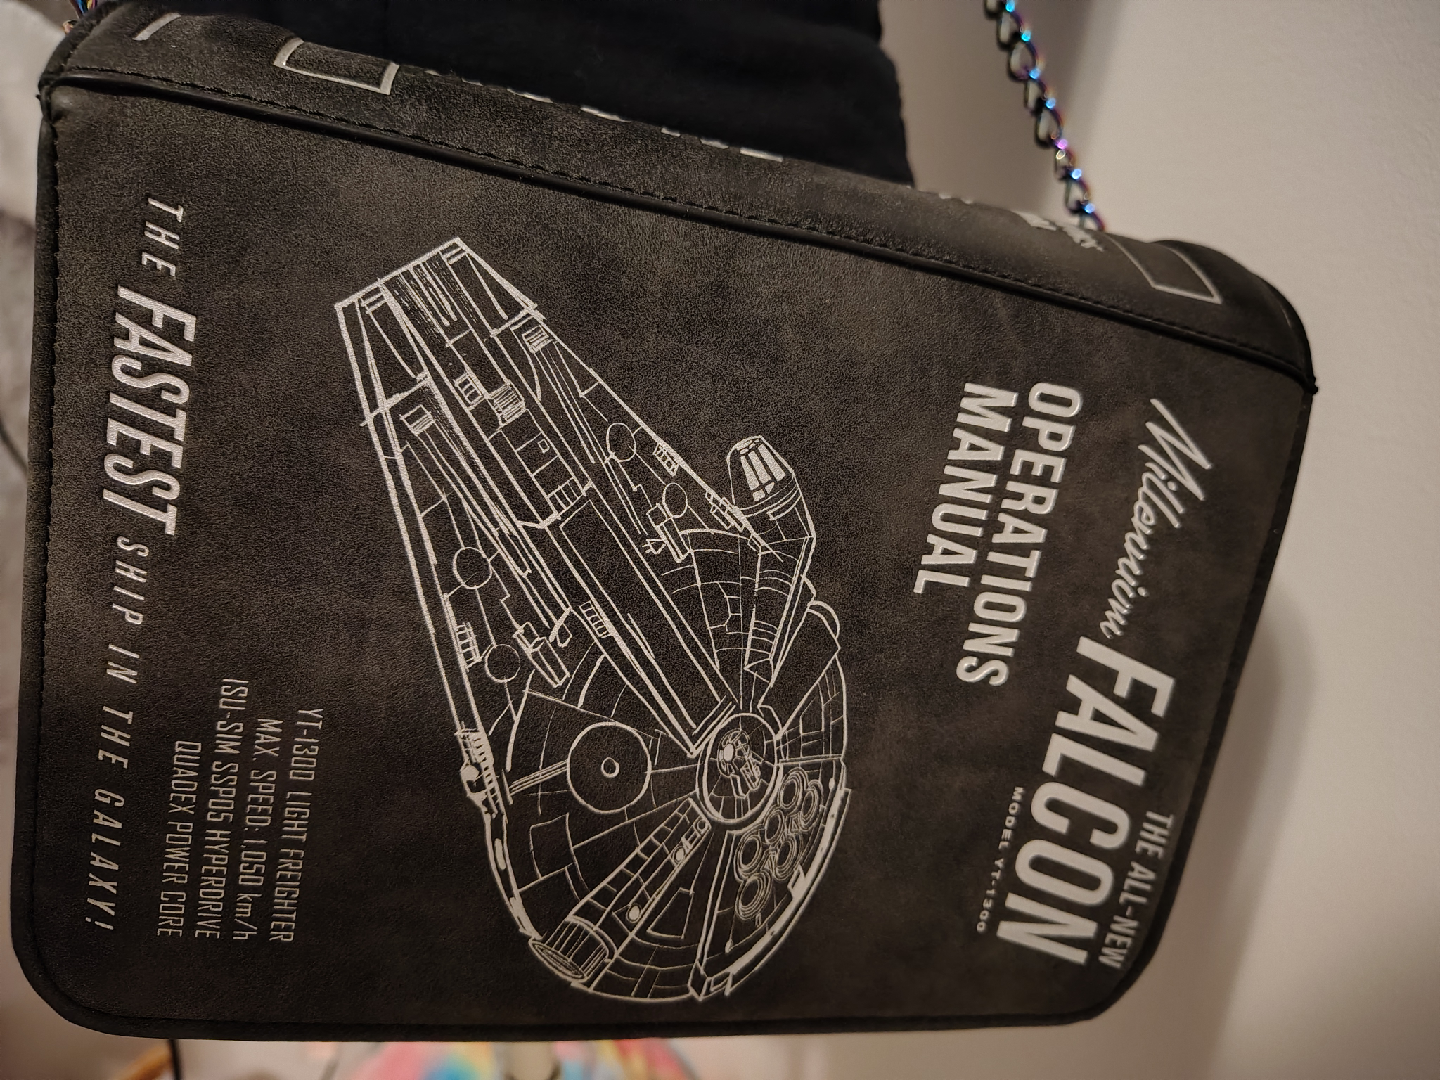 THE ALL-NEW
Millennium FALCON
MODEL YT-1300
OPERATIONS
MANUAL
YT-1300 LIGHT FREIGHTER
MAX. SPEED: 1,050 km/h
ISU-SIM SSP05 HYPERDRIVE
QUADEX POWER CORE
THE FASTEST SHIP IN THE GALAXY!